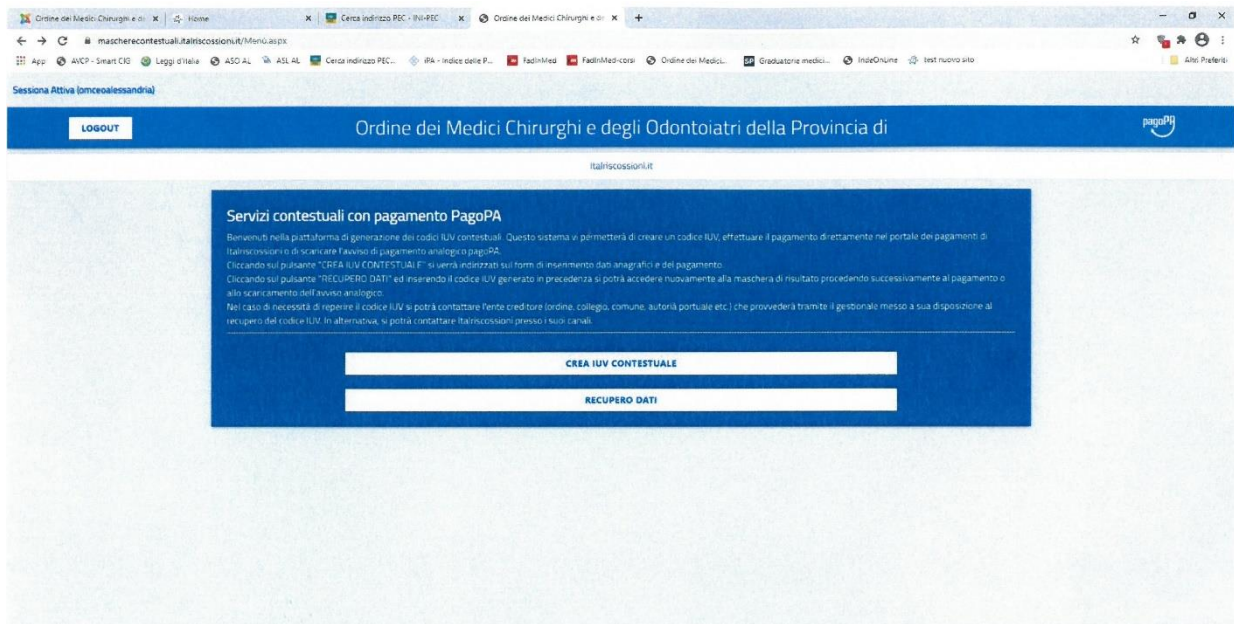 Ordine dei Medici Chirurghi e di
Home
Cerca indirizzo PEC - INI-PEC
Ordine dei Medici Chirurghi e di
mascherecontestuali.italriscossioni.it/Menù.aspx
App
AVCP - Smart CIG
Leggi d'Italia
ASO AL
ASL AL
Cerca indirizzo PEC...
iPA - Indice delle P...
FadInMed
FadInMed-corsi
Ordine dei Medici...
SP Graduatorie medici...
IndeOnLine
test nuovo sito
Altri Preferiti
Sessiona Attiva (omceoalessandria)
LOGOUT
Ordine dei Medici Chirurghi e degli Odontoiatri della Provincia di
pagoPA
Italriscossioni.it
Servizi contestuali con pagamento PagoPA
Benvenuti nella piattaforma di generazione dei codici IUV contestuali. Questo sistema vi permetterà di creare un codice IUV, effettuare il pagamento direttamente nel portale dei pagamenti di
Italriscossioni o di scaricare l'avviso di pagamento analogico pagoPA.
Cliccando sul pulsante "CREA IUV CONTESTUALE" si verrà indirizzati sul form di inserimento dati anagrafici e del pagamento.
Cliccando sul pulsante "RECUPERO DATI" ed inserendo il codice IUV generato in precedenza si potrà accedere nuovamente alla maschera di risultato procedendo successivamente al pagamento o
allo scaricamento dell'avviso analogico.
Nel caso di necessità di reperire il codice IUV si potrà contattare l'ente creditore (ordine, collegio, comune, autorià portuale etc.) che provvederà tramite il gestionale messo a sua disposizione al
recupero del codice IUV. In alternativa, si potrà contattare Italriscossioni presso i suoi canali.
CREA IUV CONTESTUALE
RECUPERO DATI